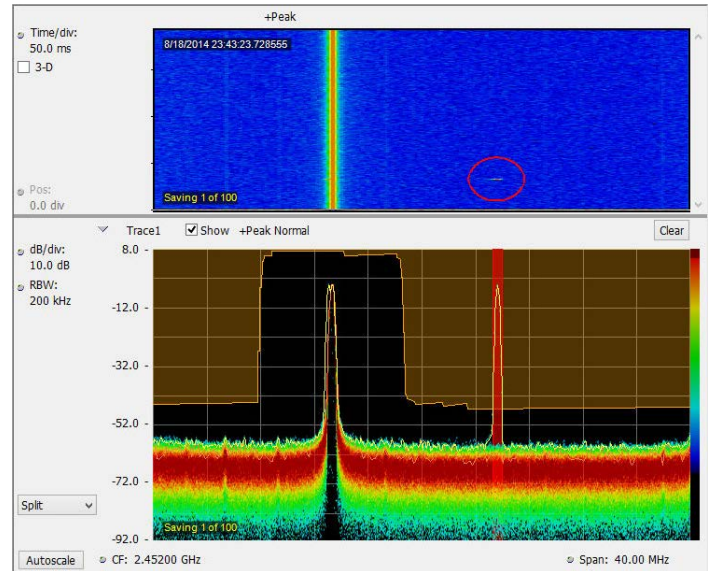 +Peak
Time/div:
50.0 ms
8/18/2014 23:43:23.728555
3-D
Pos:
0.0 div
Saving 1 of 100
Trace1 Show +Peak Normal Clear
dB/div:
10.0 dB
RBW:
200 kHz
8.0 -
-12.0 -
-32.0 -
-52.0 -
-72.0 -
-92.0 -
Split
Saving 1 of 100
Autoscale CF: 2.45200 GHz Span: 40.00 MHz